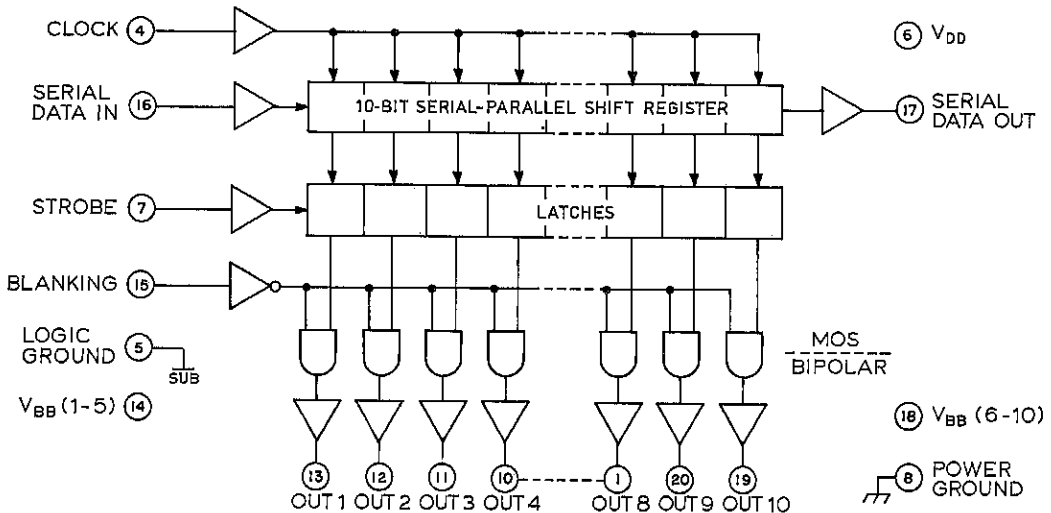 CLOCK 4
6 VDD
SERIAL
DATA IN 16
10-BIT SERIAL-PARALLEL SHIFT REGISTER
17 SERIAL
DATA OUT
STROBE 7
LATCHES
BLANKING 15
LOGIC
GROUND 5
SUB
MOS
BIPOLAR
VBB (1-5) 14
18 VBB (6-10)
13 12 11 10 1 20 19
OUT 1 OUT 2 OUT 3 OUT 4 OUT 8 OUT 9 OUT 10
8 POWER
GROUND